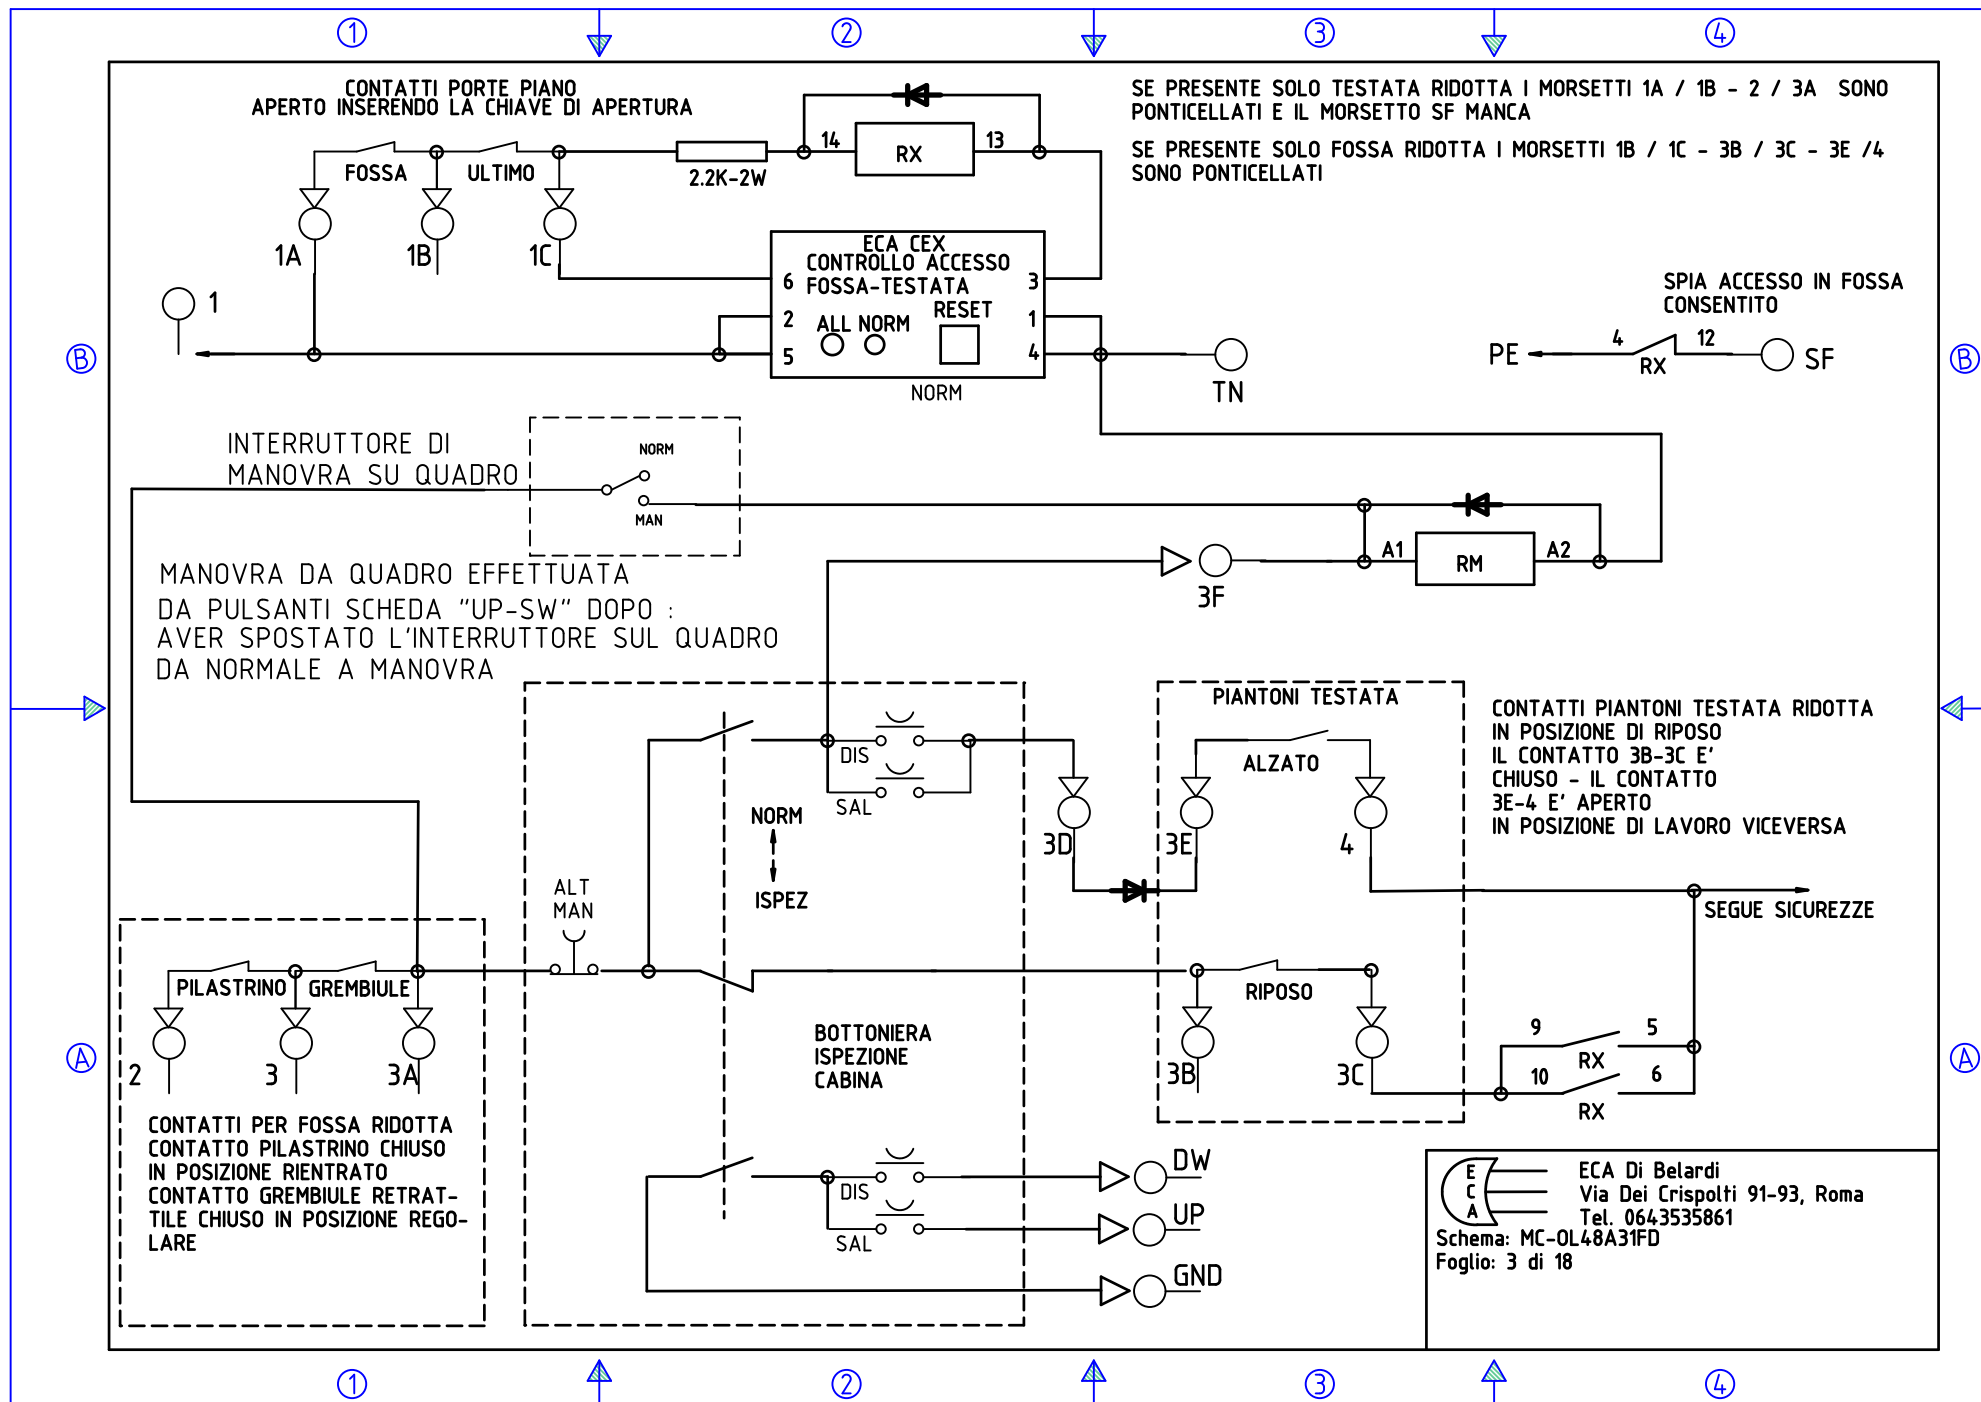 1
2
3
4
CONTATTI PORTE PIANO
APERTO INSERENDO LA CHIAVE DI APERTURA
SE PRESENTE SOLO TESTATA RIDOTTA I MORSETTI 1A / 1B - 2 / 3A SONO
PONTICELLATI E IL MORSETTO SF MANCA
SE PRESENTE SOLO FOSSA RIDOTTA I MORSETTI 1B / 1C - 3B / 3C - 3E /4
SONO PONTICELLATI
FOSSA
ULTIMO
2.2K-2W
14
RX
13
1A
1B
1C
1
ECA CEX
CONTROLLO ACCESSO
FOSSA-TESTATA
RESET
ALL NORM
6
2
5
3
1
4
NORM
TN
SPIA ACCESSO IN FOSSA
CONSENTITO
PE
4
RX
12
SF
B
B
INTERRUTTORE DI
MANOVRA SU QUADRO
NORM
MAN
A1
RM
A2
3F
MANOVRA DA QUADRO EFFETTUATA
DA PULSANTI SCHEDA "UP-SW" DOPO :
AVER SPOSTATO L'INTERRUTTORE SUL QUADRO
DA NORMALE A MANOVRA
PIANTONI TESTATA
ALZATO
CONTATTI PIANTONI TESTATA RIDOTTA
IN POSIZIONE DI RIPOSO
IL CONTATTO 3B-3C E'
CHIUSO - IL CONTATTO
3E-4 E' APERTO
IN POSIZIONE DI LAVORO VICEVERSA
DIS
SAL
NORM
ISPEZ
3D
3E
4
SEGUE SICUREZZE
ALT
MAN
PILASTRINO
GREMBIULE
RIPOSO
2
3
3A
3B
3C
9
5
RX
10
6
RX
A
A
BOTTONIERA
ISPEZIONE
CABINA
CONTATTI PER FOSSA RIDOTTA
CONTATTO PILASTRINO CHIUSO
IN POSIZIONE RIENTRATO
CONTATTO GREMBIULE RETRAT-
TILE CHIUSO IN POSIZIONE REGO-
LARE
DIS
SAL
DW
UP
GND
E
C
A
ECA Di Belardi
Via Dei Crispolti 91-93, Roma
Tel. 0643535861
Schema: MC-OL48A31FD
Foglio: 3 di 18
1
2
3
4